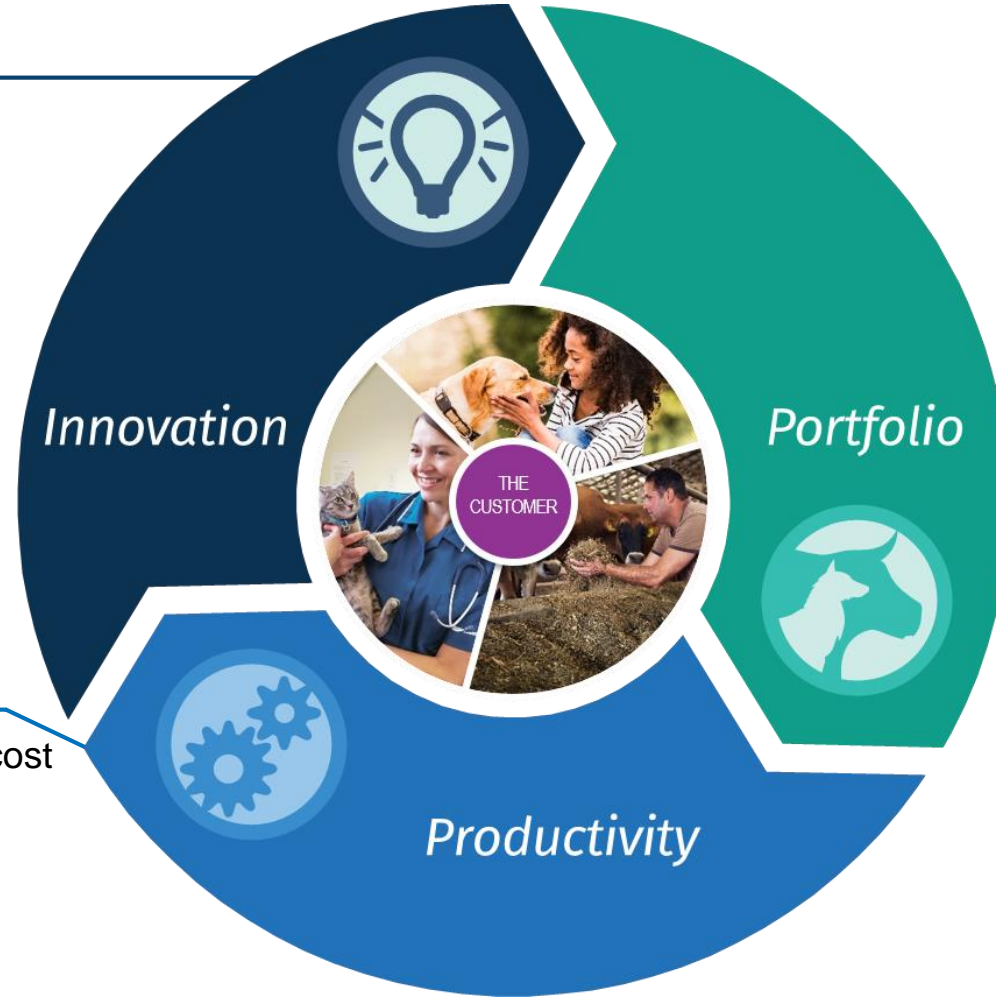 Innovation
Portfolio
THE
CUSTOMER
cost
Productivity